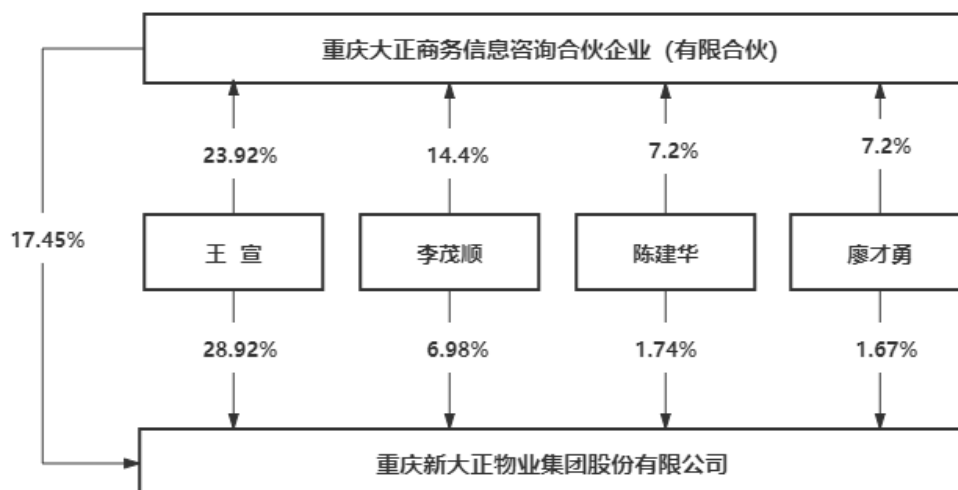 重庆大正商务信息咨询合伙企业（有限合伙）
23.92%
14.4%
7.2%
7.2%
17.45%
王 宣
李茂顺
陈建华
廖才勇
28.92%
6.98%
1.74%
1.67%
重庆新大正物业集团股份有限公司